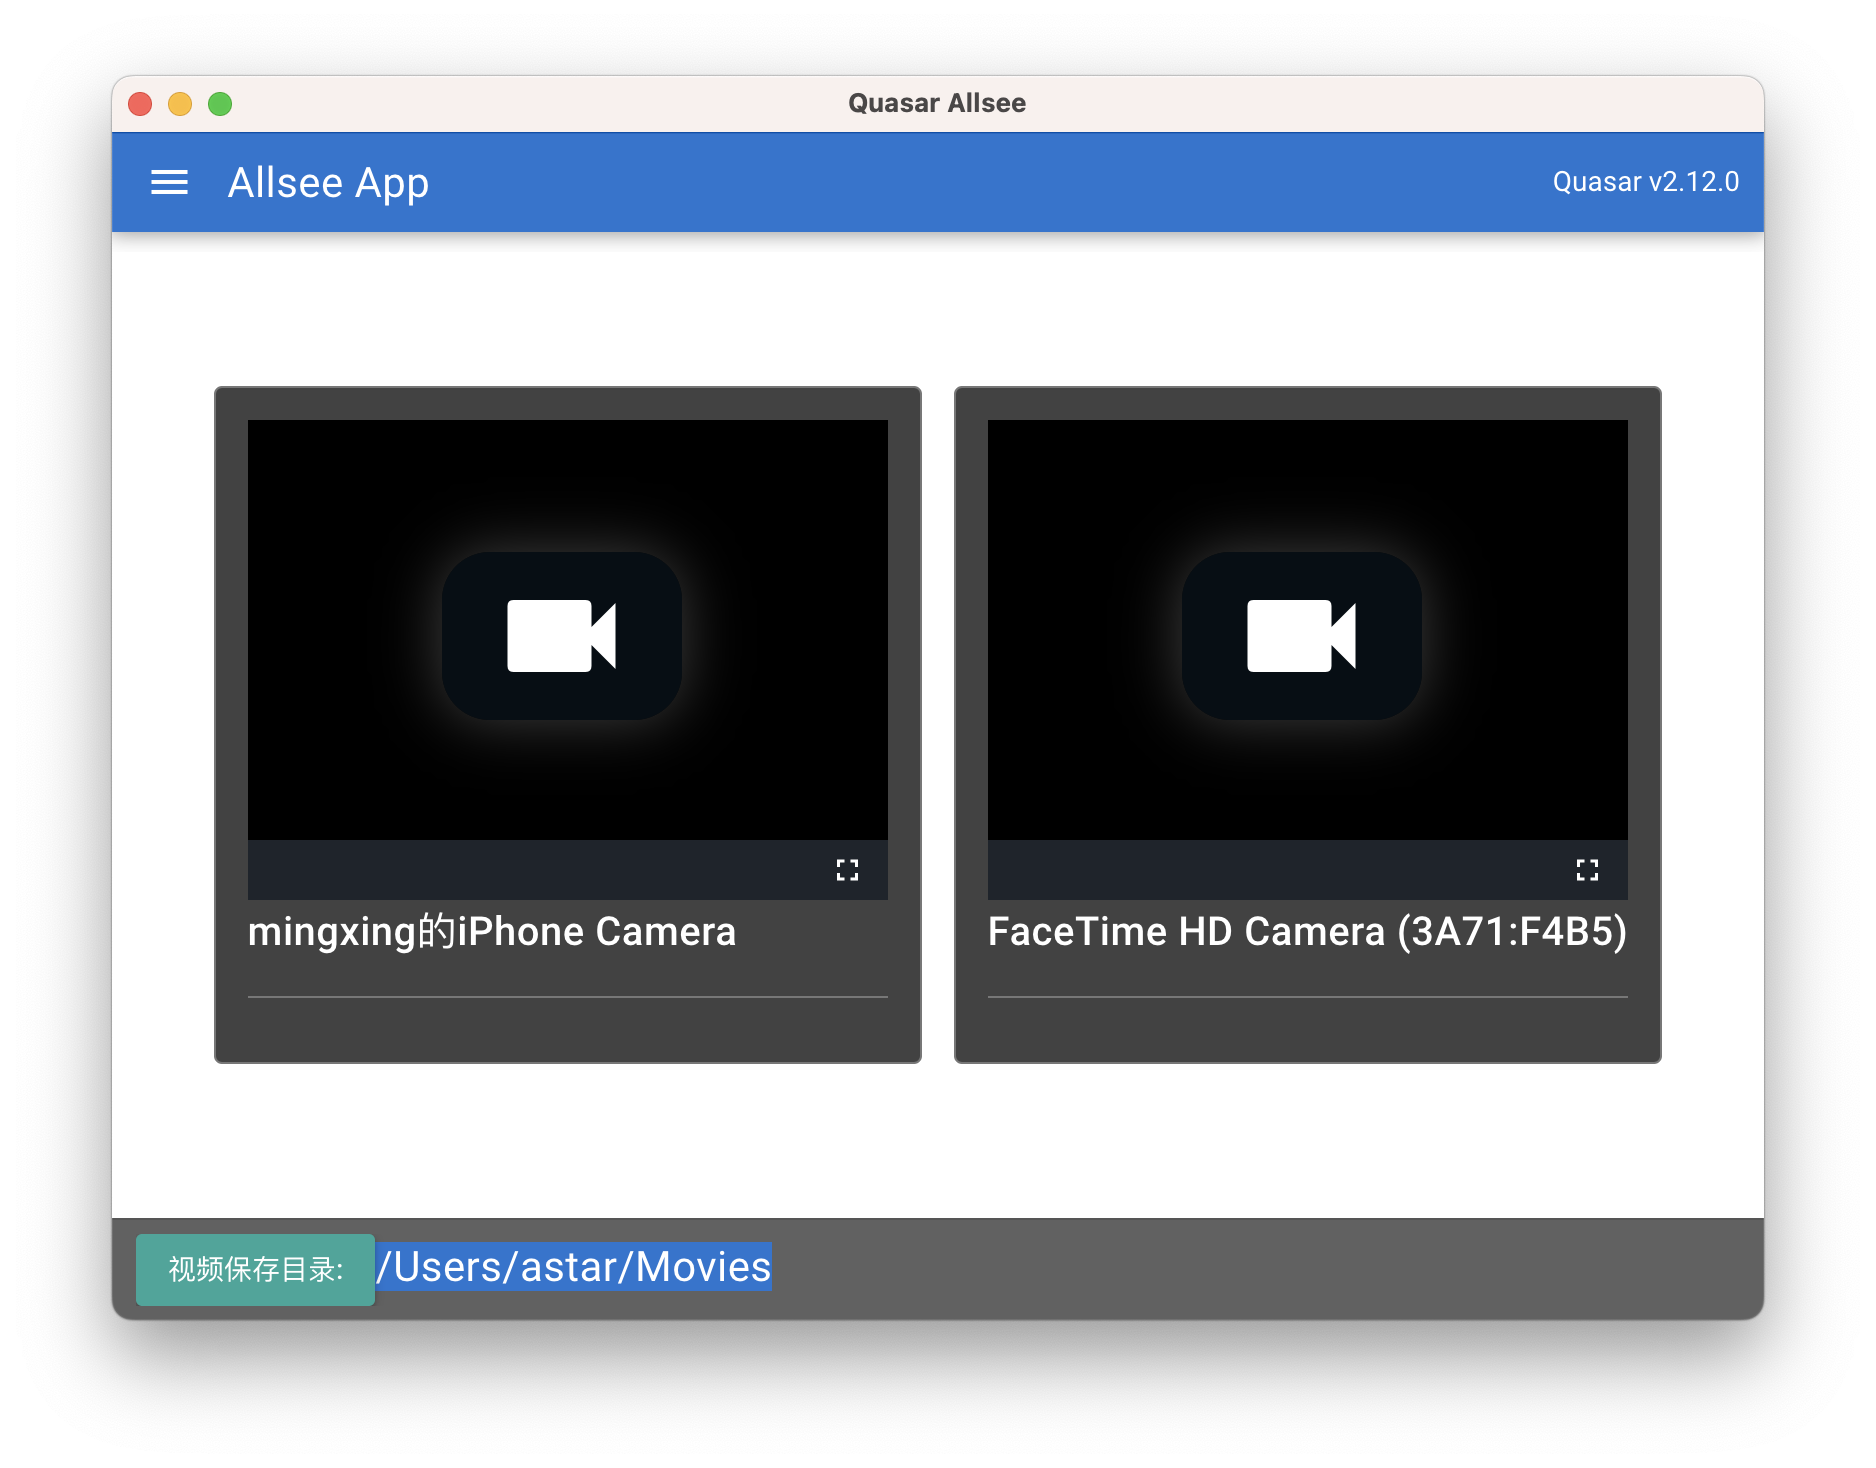 Quasar Allsee
Allsee App
Quasar v2.12.0
mingxing的iPhone Camera
FaceTime HD Camera (3A71:F4B5)
视频保存目录:
/Users/astar/Movies